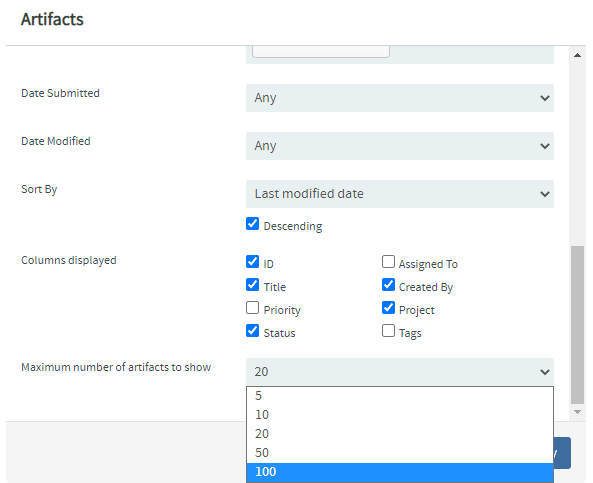 Artifacts
Date Submitted
Any
Date Modified
Any
Sort By
Last modified date
Descending
Columns displayed
ID
Assigned To
Title
Created By
Priority
Project
Status
Tags
Maximum number of artifacts to show
20
5
10
20
50
100